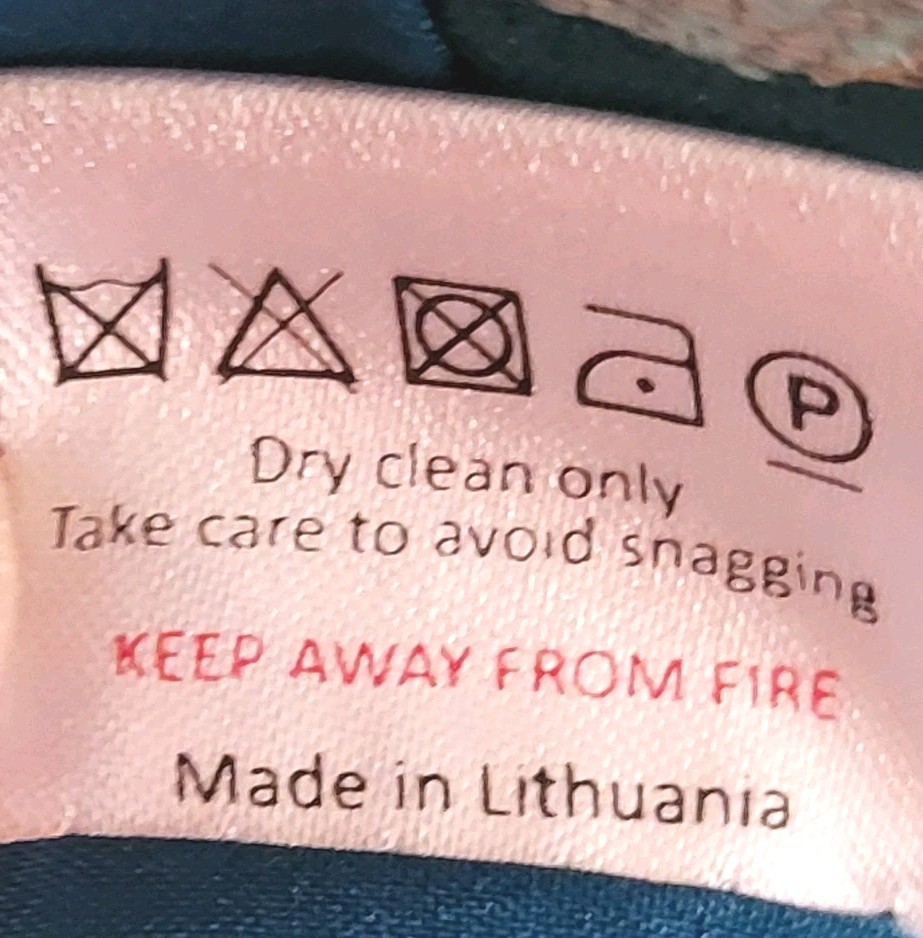 P
Dry clean only
Take care to avoid snagging
KEEP AWAY FROM FIRE
Made in Lithuania